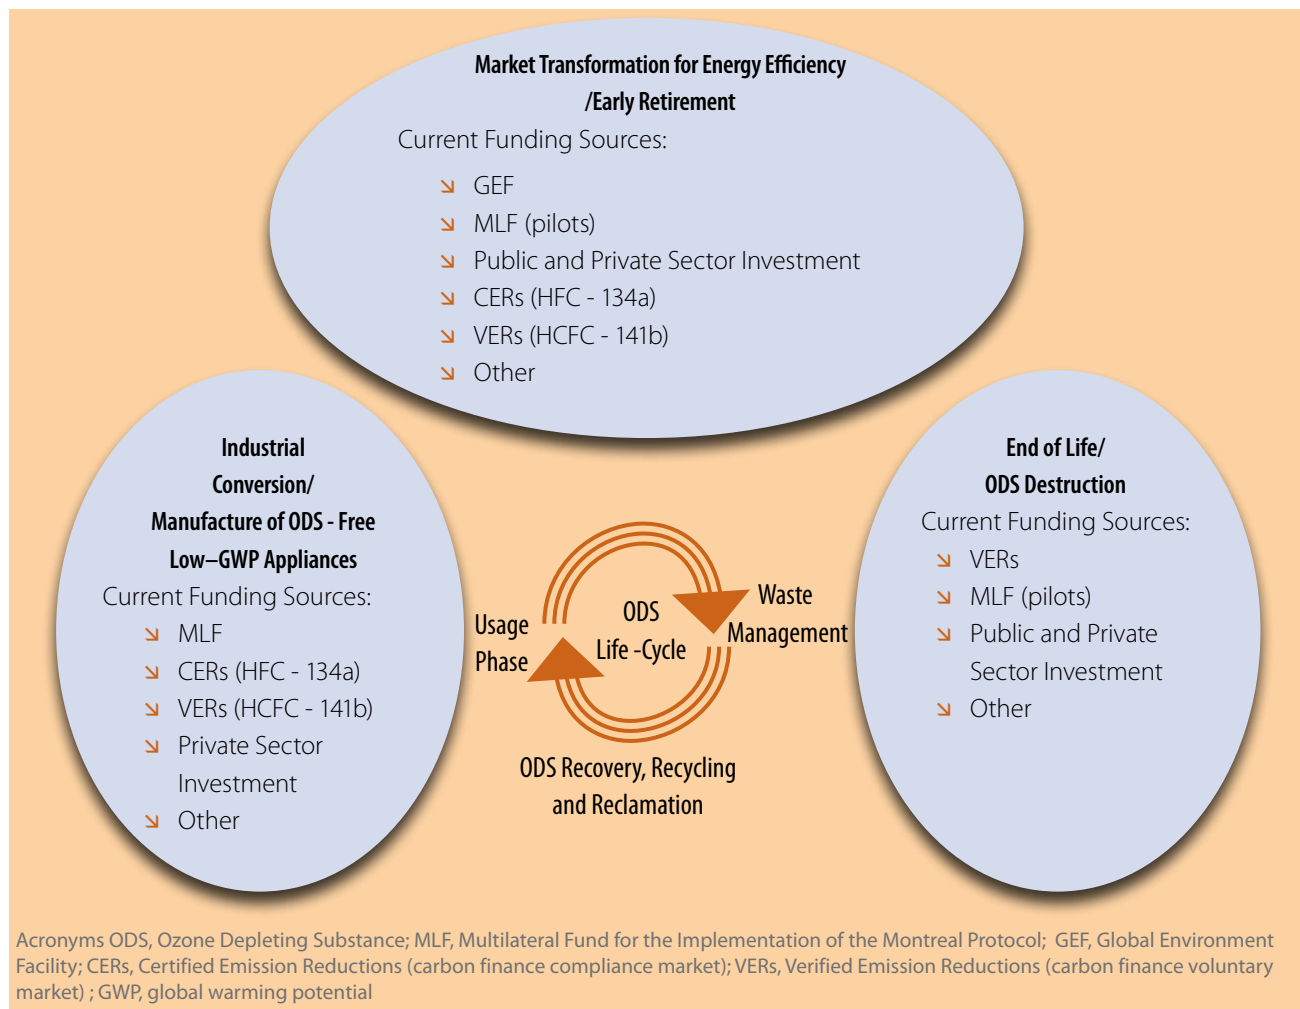 Market Transformation for Energy Efficiency
/Early Retirement
Current Funding Sources:
GEF
MLF (pilots)
Public and Private Sector Investment
CERs (HFC - 134a)
VERs (HCFC - 141b)
Other
Industrial
Conversion/
Manufacture of ODS - Free
Low–GWP Appliances
Current Funding Sources:
MLF
CERs (HFC - 134a)
VERs (HCFC - 141b)
Private Sector
Investment
Other
Usage
Phase
ODS
Life -Cycle
Waste
Management
ODS Recovery, Recycling
and Reclamation
End of Life/
ODS Destruction
Current Funding Sources:
VERs
MLF (pilots)
Public and Private
Sector Investment
Other
Acronyms ODS, Ozone Depleting Substance; MLF, Multilateral Fund for the Implementation of the Montreal Protocol; GEF, Global Environment
Facility; CERs, Certified Emission Reductions (carbon finance compliance market); VERs, Verified Emission Reductions (carbon finance voluntary
market) ; GWP, global warming potential